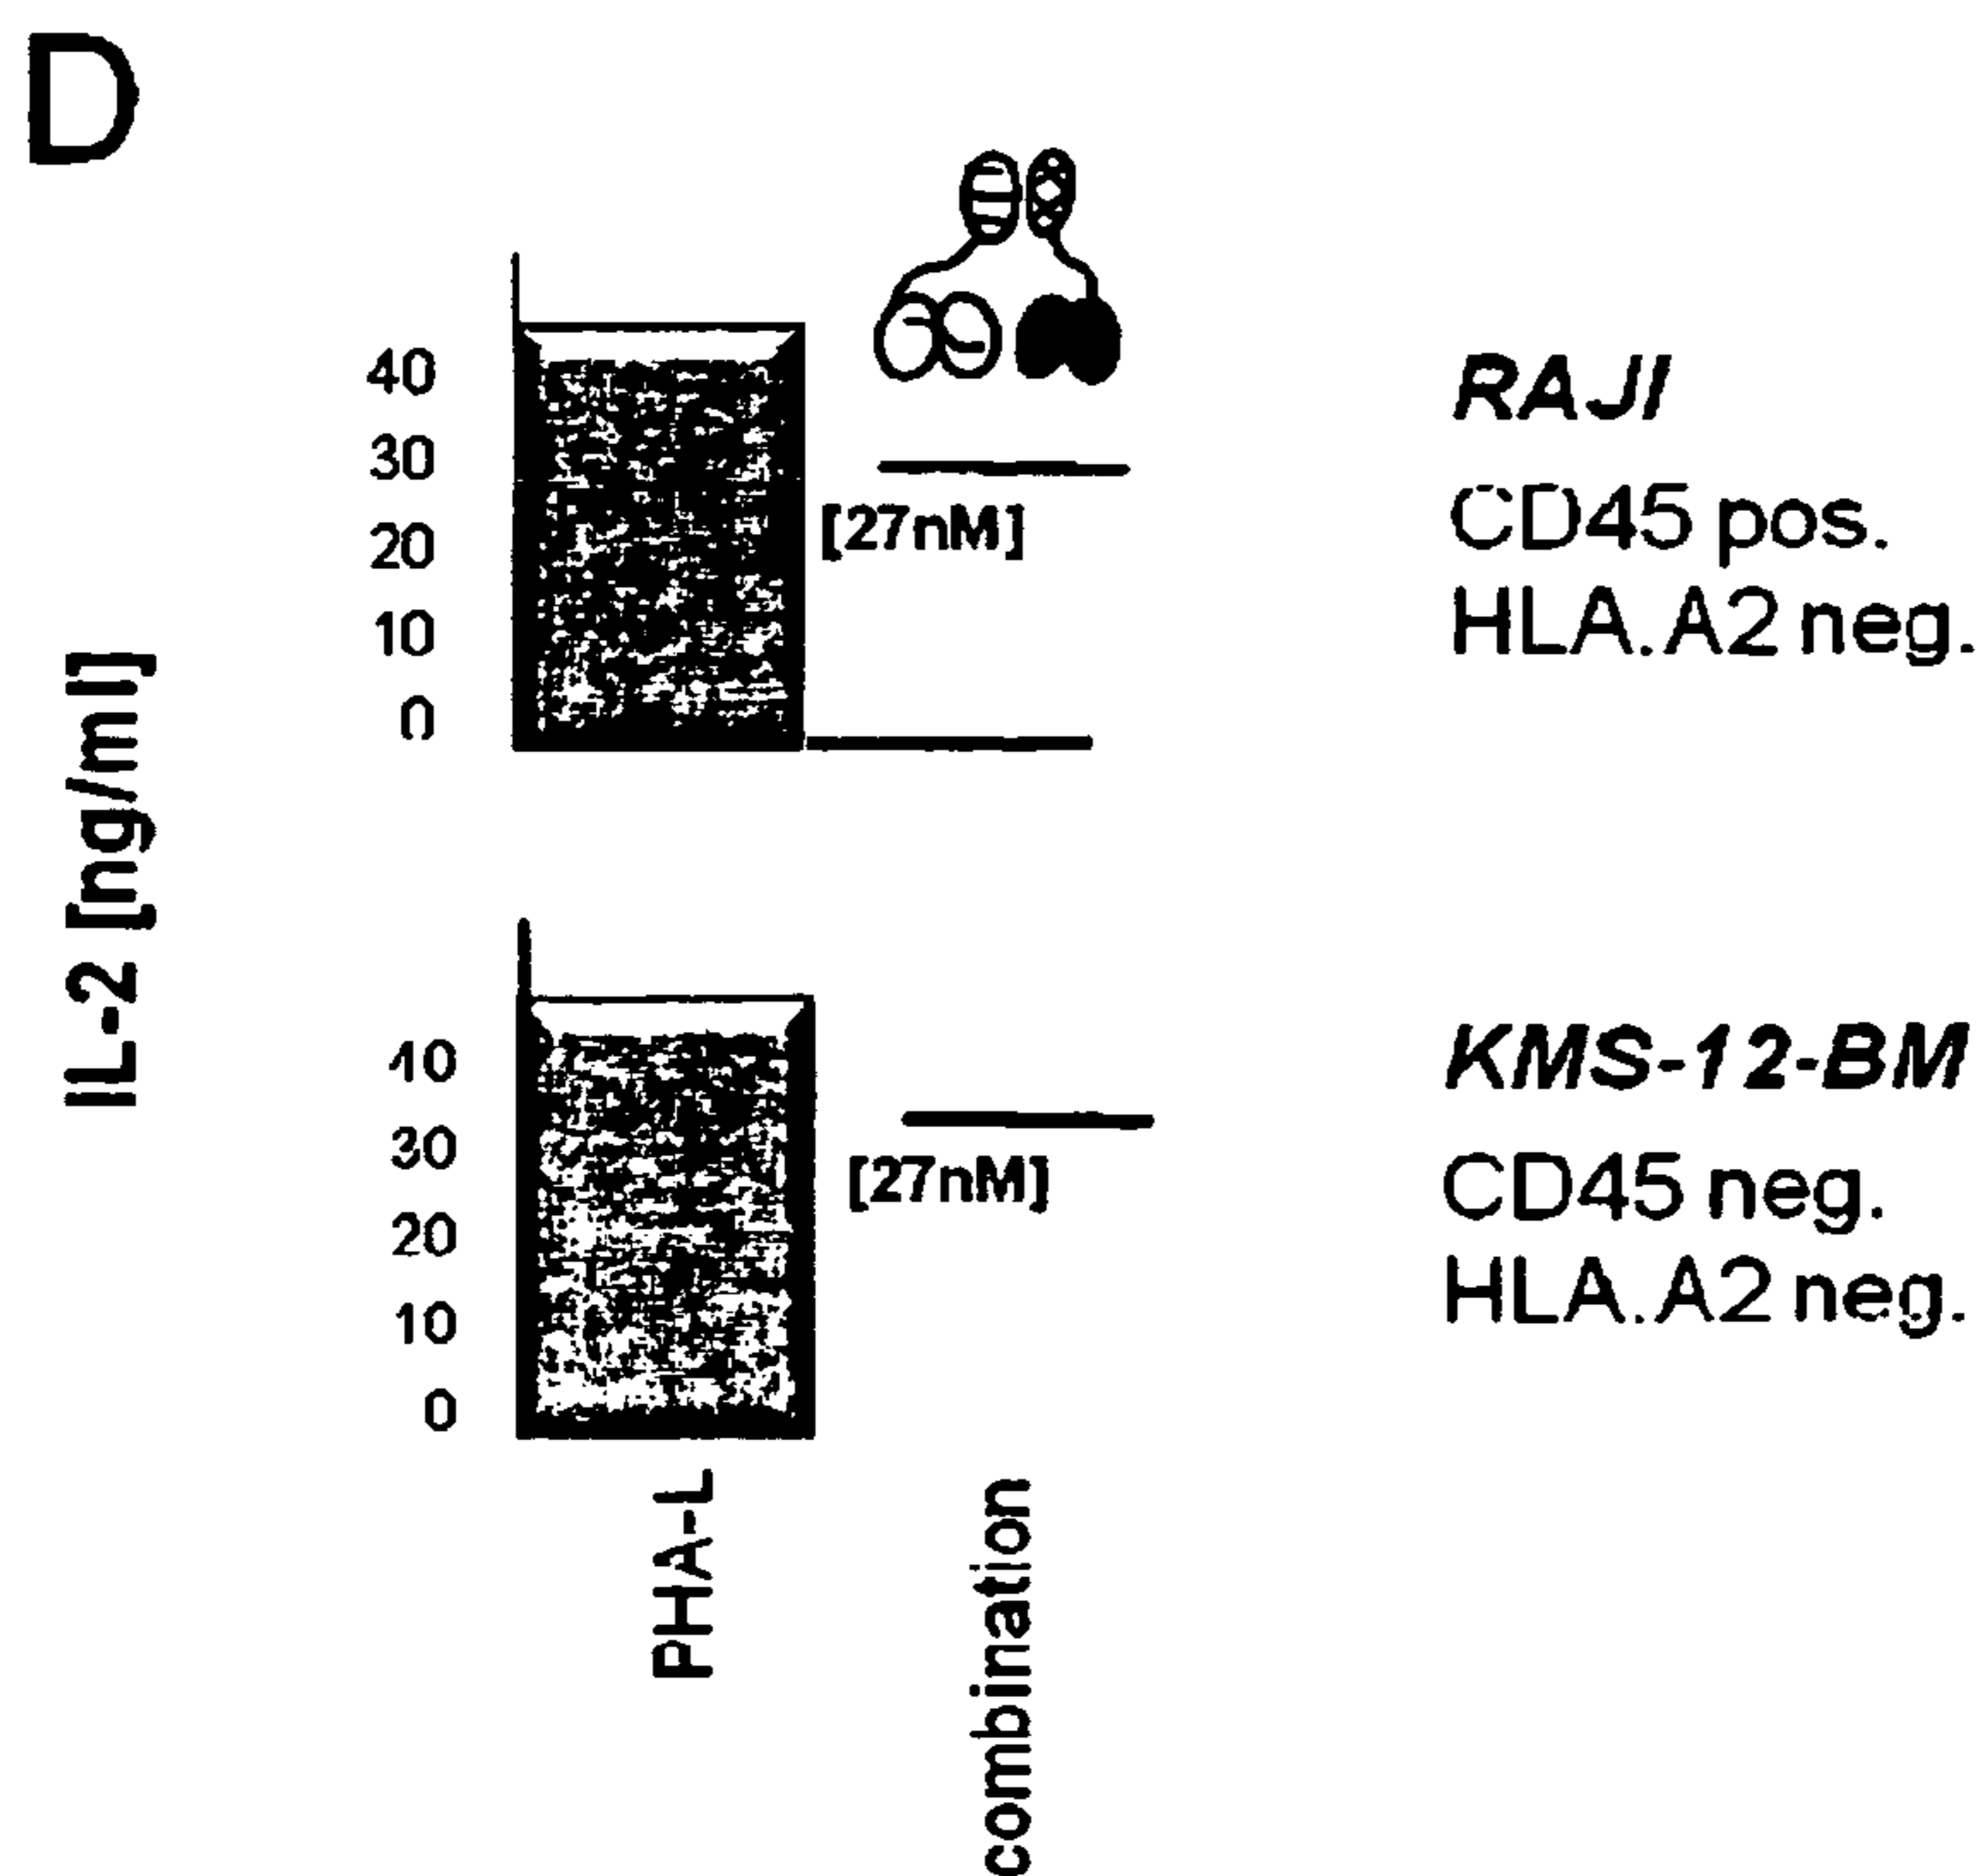 D
IL-2 [ng/ml]
40
30
20
10
0
[27nM]
RAJI
CD45 pos.
HLA.A2 neg.
10
30
20
10
0
[27nM]
KMS-12-BM
CD45 neg.
HLA.A2 neg.
PHA-L
combination